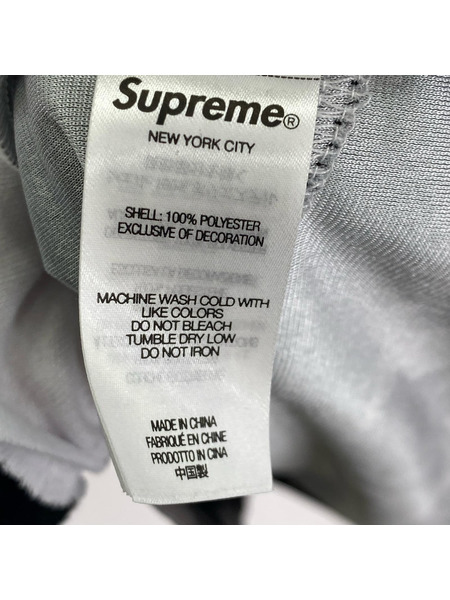 Supreme®
NEW YORK CITY
SHELL: 100% POLYESTER
EXCLUSIVE OF DECORATION
MACHINE WASH COLD WITH
LIKE COLORS
DO NOT BLEACH
TUMBLE DRY LOW
DO NOT IRON
MADE IN CHINA
FABRIQUÉ EN CHINE
PRODOTTO IN CINA
中国製